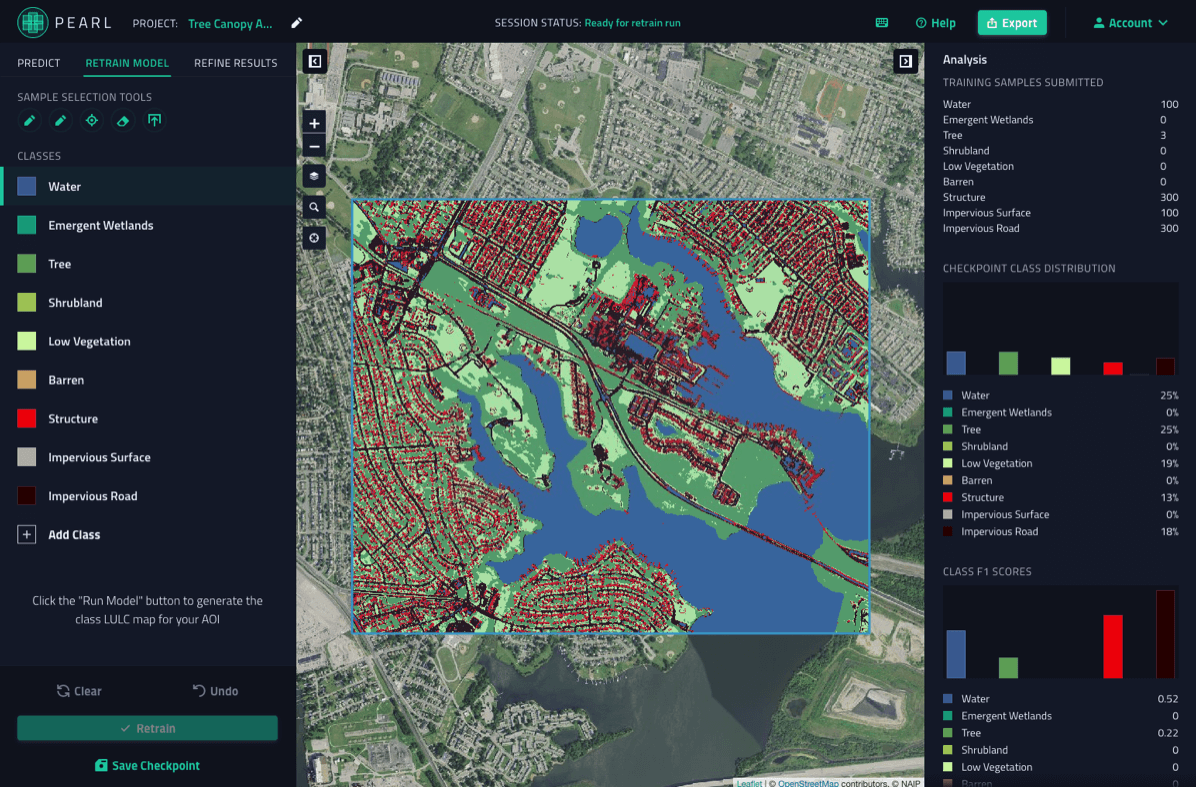 PEARL PROJECT: Tree Canopy A... SESSION STATUS: Ready for retrain run Help Export Account
PREDICT RETRAIN MODEL REFINE RESULTS
SAMPLE SELECTION TOOLS
CLASSES
Water
Emergent Wetlands
Tree
Shrubland
Low Vegetation
Barren
Structure
Impervious Surface
Impervious Road
+ Add Class
Click the "Run Model" button to generate the
class LULC map for your AOI
Clear Undo
Retrain
Save Checkpoint
+
−
Leaflet | © OpenStreetMap contributors, © NAIP
Analysis
TRAINING SAMPLES SUBMITTED
Water 100
Emergent Wetlands 0
Tree 3
Shrubland 0
Low Vegetation 0
Barren 0
Structure 300
Impervious Surface 100
Impervious Road 300
CHECKPOINT CLASS DISTRIBUTION
Water 25%
Emergent Wetlands 0%
Tree 25%
Shrubland 0%
Low Vegetation 19%
Barren 0%
Structure 13%
Impervious Surface 0%
Impervious Road 18%
CLASS F1 SCORES
Water 0.52
Emergent Wetlands 0
Tree 0.22
Shrubland 0
Low Vegetation 0
Barren 0